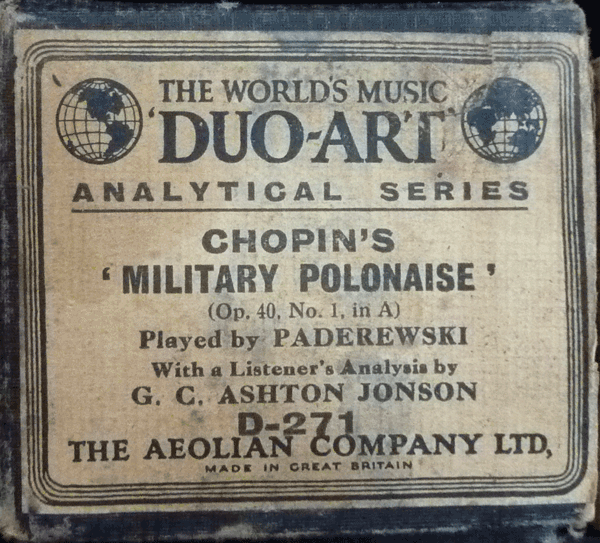 THE WORLD'S MUSIC
'DUO-ART'
ANALYTICAL SERIES
CHOPIN'S
'MILITARY POLONAISE'
(Op. 40, No. 1, in A)
Played by PADEREWSKI
With a Listener's Analysis by
G. C. ASHTON JONSON
D-271
THE AEOLIAN COMPANY LTD,
MADE IN GREAT BRITAIN